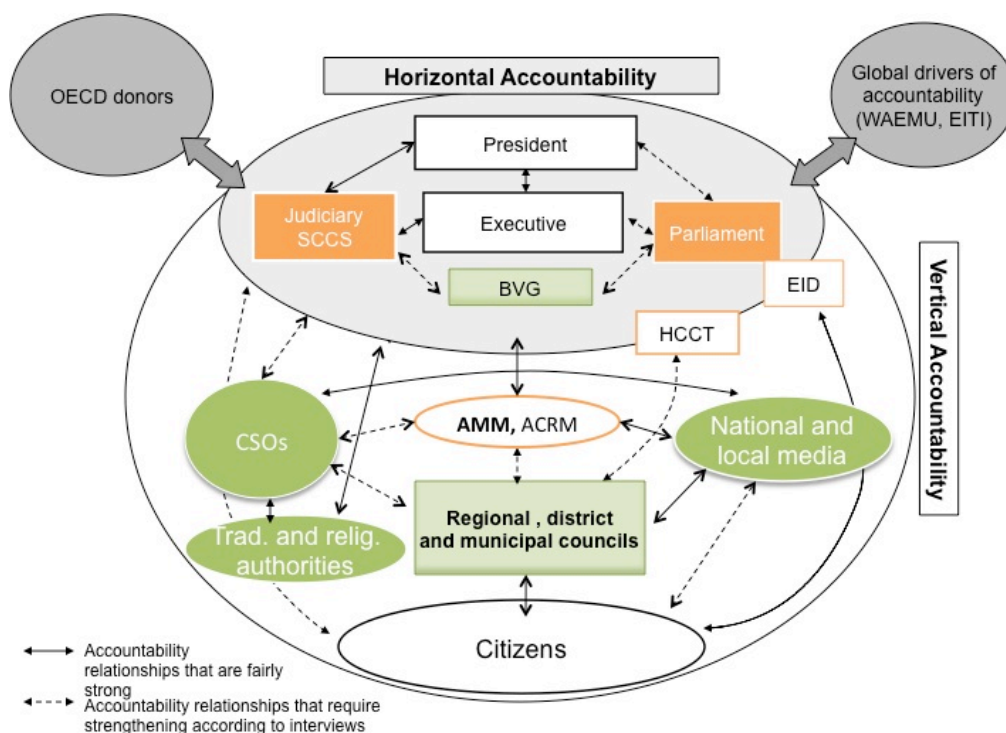 OECD donors
Horizontal Accountability
Global drivers of
accountability
(WAEMU, EITI)
President
Judiciary
SCCS
Executive
Parliament
BVG
EID
HCCT
Vertical Accountability
CSOs
AMM, ACRM
National and
local media
Trad. and relig.
authorities
Regional , district
and municipal councils
Citizens
Accountability
relationships that are fairly
strong
Accountability relationships that require
strengthening according to interviews